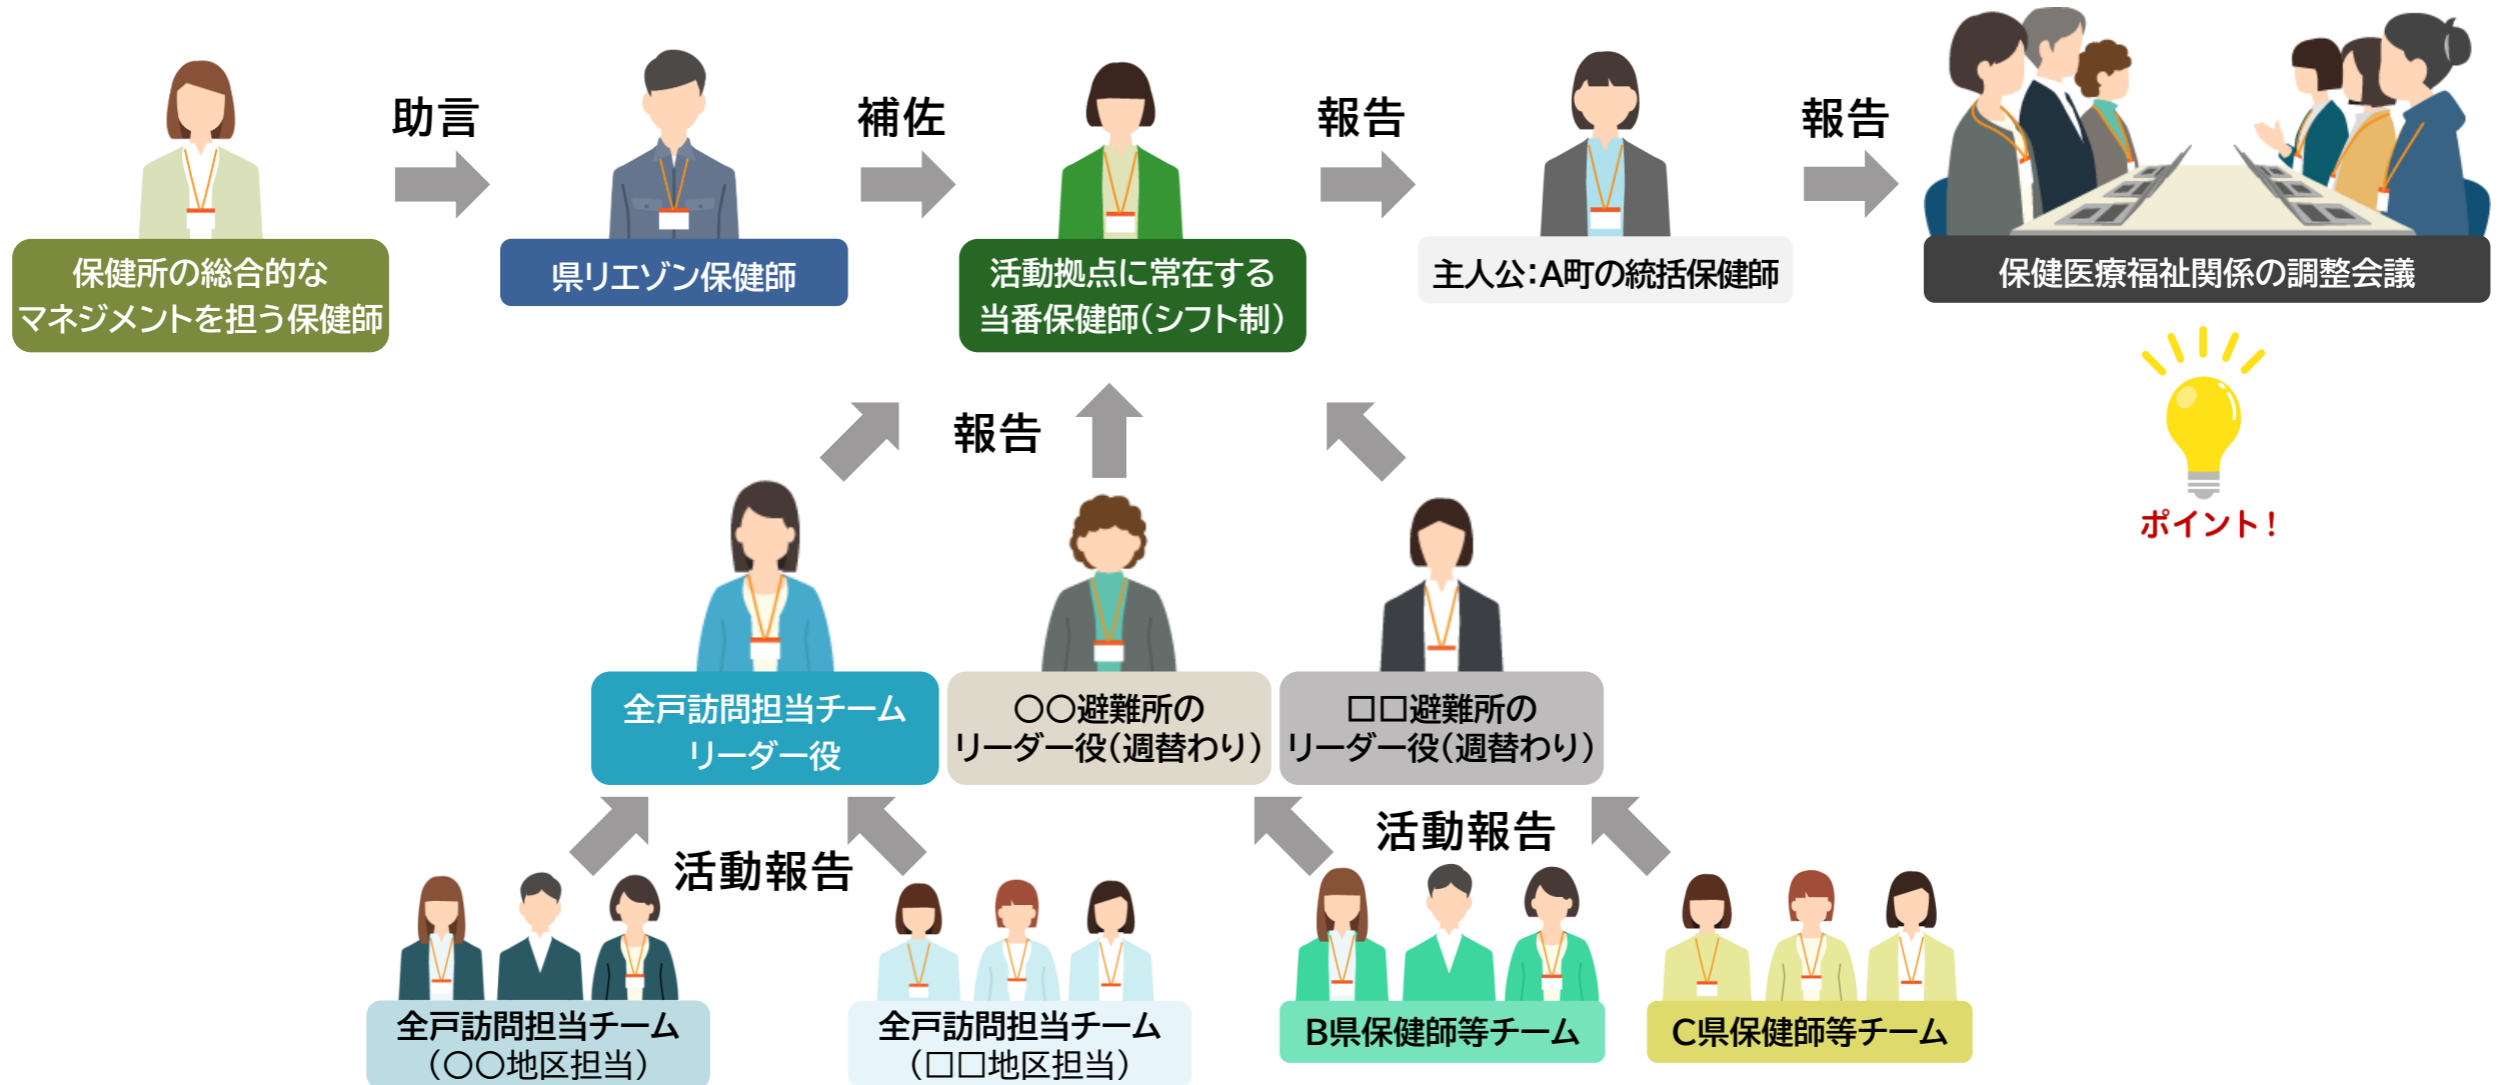 助言
補佐
報告
報告
保健所の総合的な
マネジメントを担う保健師
県リエゾン保健師
活動拠点に常在する
当番保健師（シフト制）
主人公：A町の統括保健師
保健医療福祉関係の調整会議
報告
ポイント！
全戸訪問担当チーム
リーダー役
〇〇避難所の
リーダー役（週替わり）
□□避難所の
リーダー役（週替わり）
活動報告
活動報告
全戸訪問担当チーム
（〇〇地区担当）
全戸訪問担当チーム
（□□地区担当）
B県保健師等チーム
C県保健師等チーム